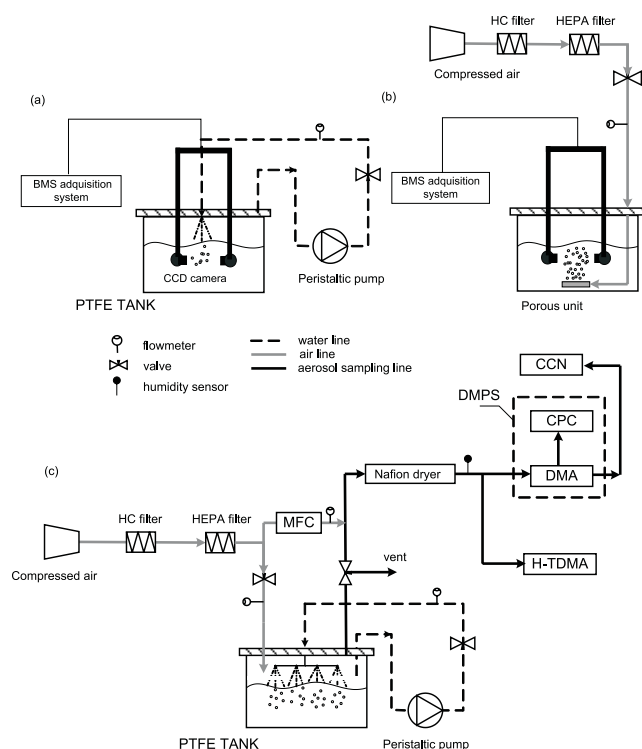 HC filter
HEPA filter
Compressed air
(a)
(b)
BMS adquisition
system
BMS adquisition
system
CCD camera
Peristaltic pump
PTFE TANK
Porous unit
flowmeter
valve
humidity sensor
water line
air line
aerosol sampling line
CCN
DMPS
CPC
(c)
Nafion dryer
DMA
HC filter
HEPA filter
MFC
Compressed air
vent
H-TDMA
PTFE TANK
Peristaltic pump